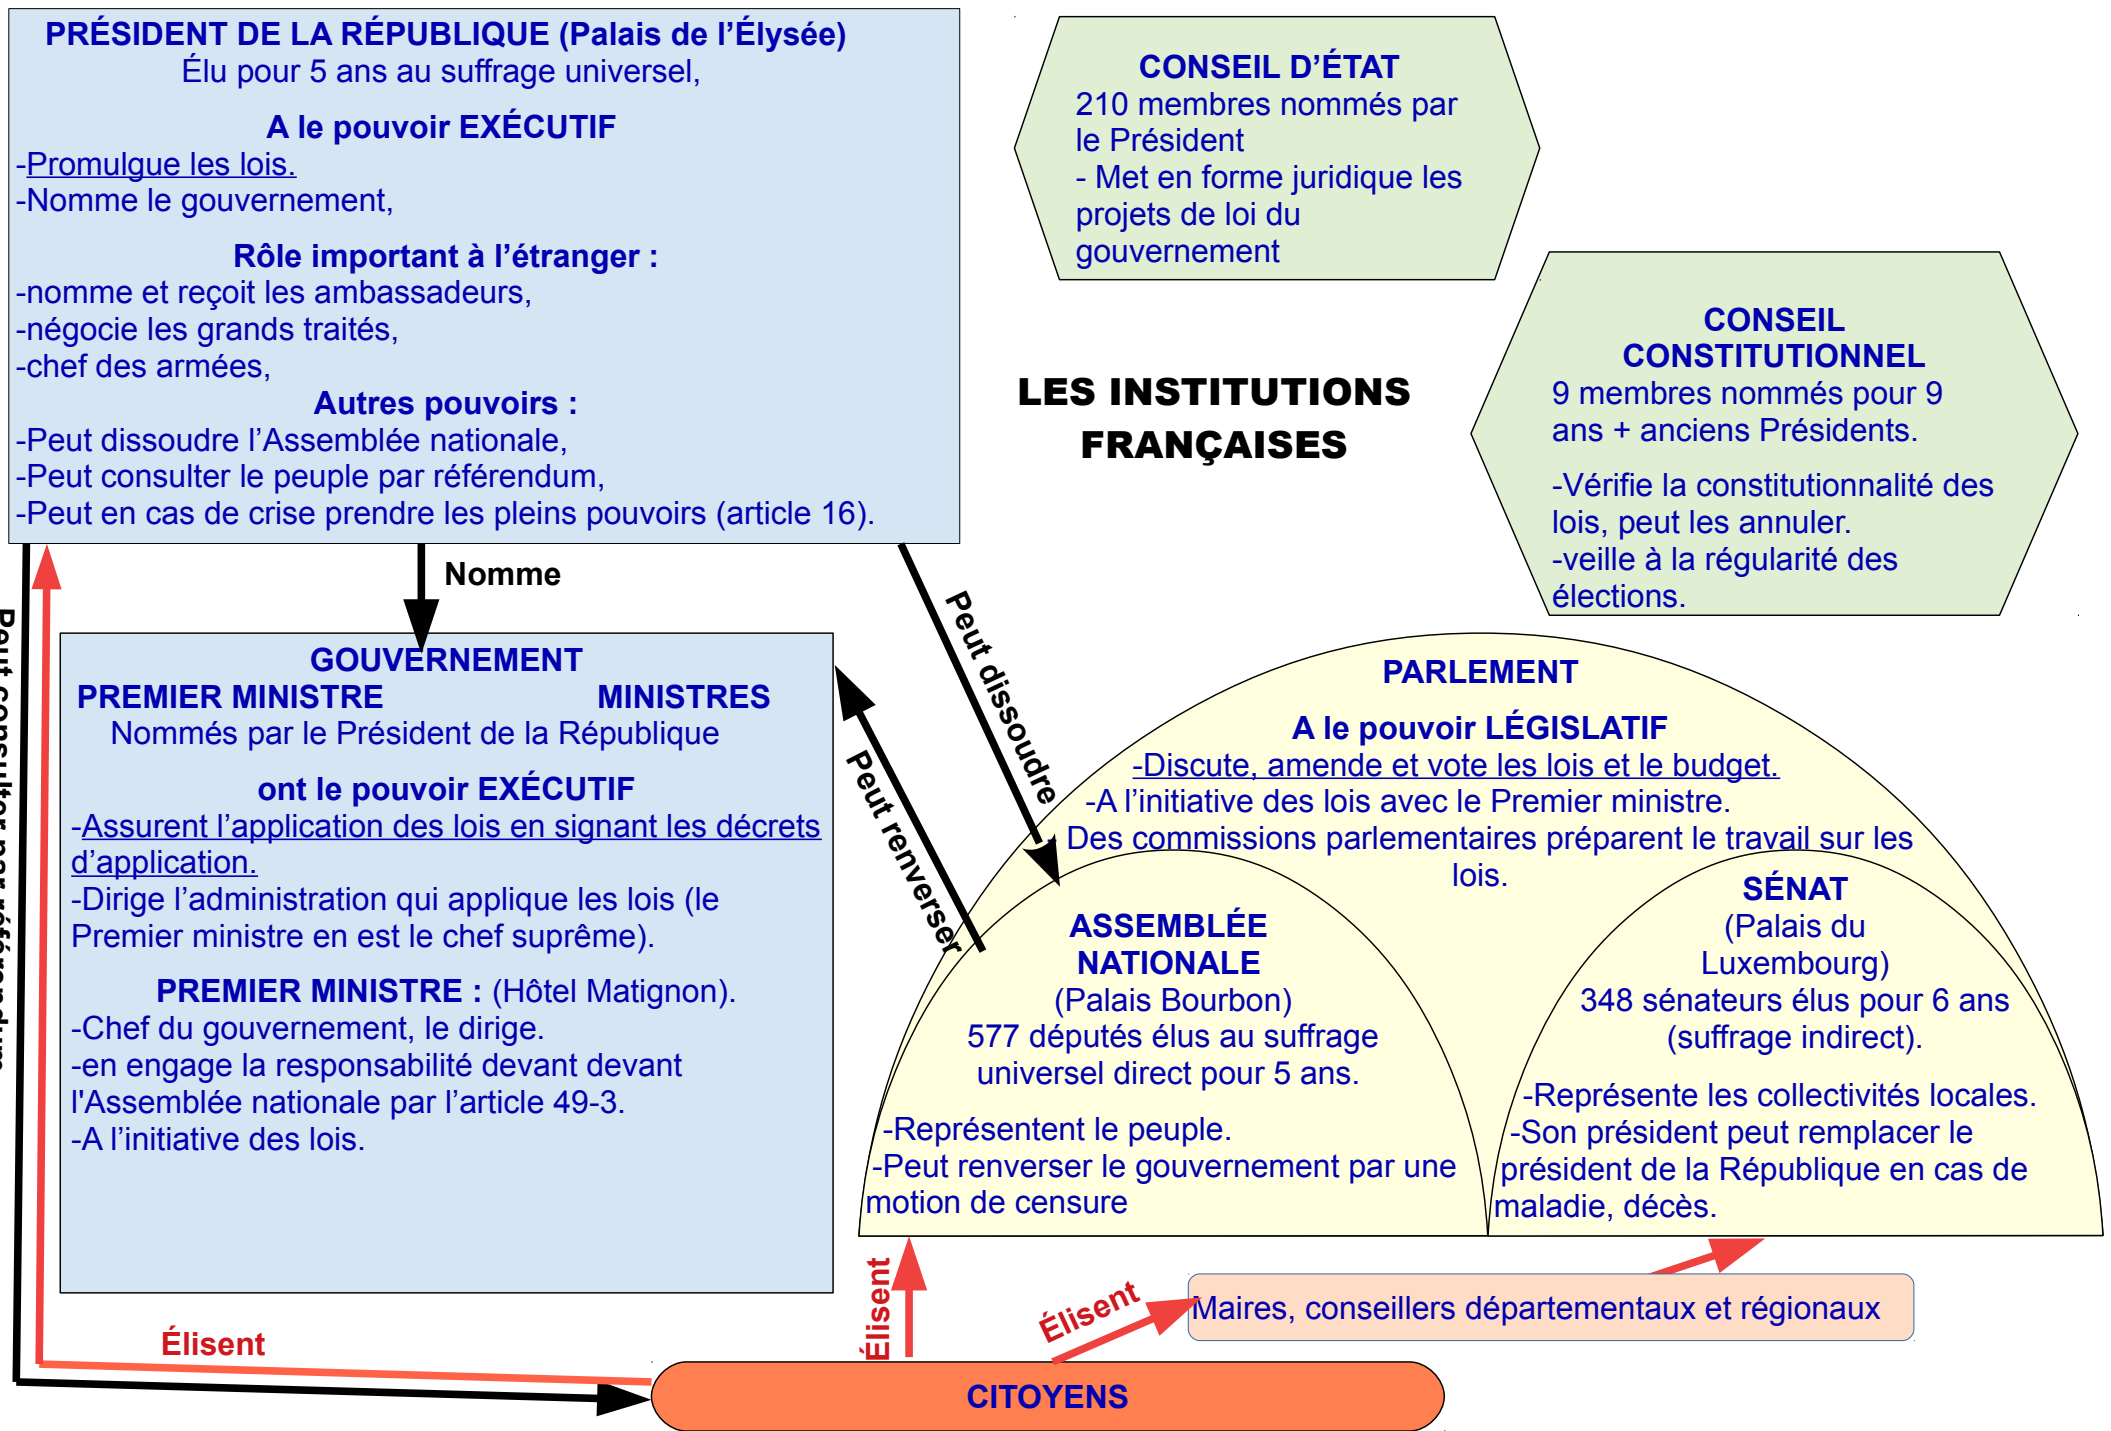 PRÉSIDENT DE LA RÉPUBLIQUE (Palais de l'Élysée)
Élu pour 5 ans au suffrage universel,
A le pouvoir EXÉCUTIF
-Promulgue les lois.
-Nomme le gouvernement,
Rôle important à l'étranger :
-nomme et reçoit les ambassadeurs,
-négocie les grands traités,
-chef des armées,
Autres pouvoirs :
-Peut dissoudre l'Assemblée nationale,
-Peut consulter le peuple par référendum,
-Peut en cas de crise prendre les pleins pouvoirs (article 16).
CONSEIL D'ÉTAT
210 membres nommés par
le Président
- Met en forme juridique les
projets de loi du
gouvernement
CONSEIL
CONSTITUTIONNEL
9 membres nommés pour 9
ans + anciens Présidents.
-Vérifie la constitutionnalité des
lois, peut les annuler.
-veille à la régularité des
élections.
LES INSTITUTIONS
FRANÇAISES
Nomme
Peut dissoudre
Peut renverser
Peut consulter par référendum
GOUVERNEMENT
PREMIER MINISTRE MINISTRES
Nommés par le Président de la République
ont le pouvoir EXÉCUTIF
-Assurent l'application des lois en signant les décrets
d'application.
-Dirige l'administration qui applique les lois (le
Premier ministre en est le chef suprême).
PREMIER MINISTRE : (Hôtel Matignon).
-Chef du gouvernement, le dirige.
-en engage la responsabilité devant devant
l'Assemblée nationale par l'article 49-3.
-A l'initiative des lois.
PARLEMENT
A le pouvoir LÉGISLATIF
-Discute, amende et vote les lois et le budget.
-A l'initiative des lois avec le Premier ministre.
- Des commissions parlementaires préparent le travail sur les
lois.
ASSEMBLÉE
NATIONALE
(Palais Bourbon)
577 députés élus au suffrage
universel direct pour 5 ans.
-Représentent le peuple.
-Peut renverser le gouvernement par une
motion de censure
SÉNAT
(Palais du
Luxembourg)
348 sénateurs élus pour 6 ans
(suffrage indirect).
-Représente les collectivités locales.
-Son président peut remplacer le
président de la République en cas de
maladie, décès.
Élisent
Élisent
Élisent
Maires, conseillers départementaux et régionaux
CITOYENS